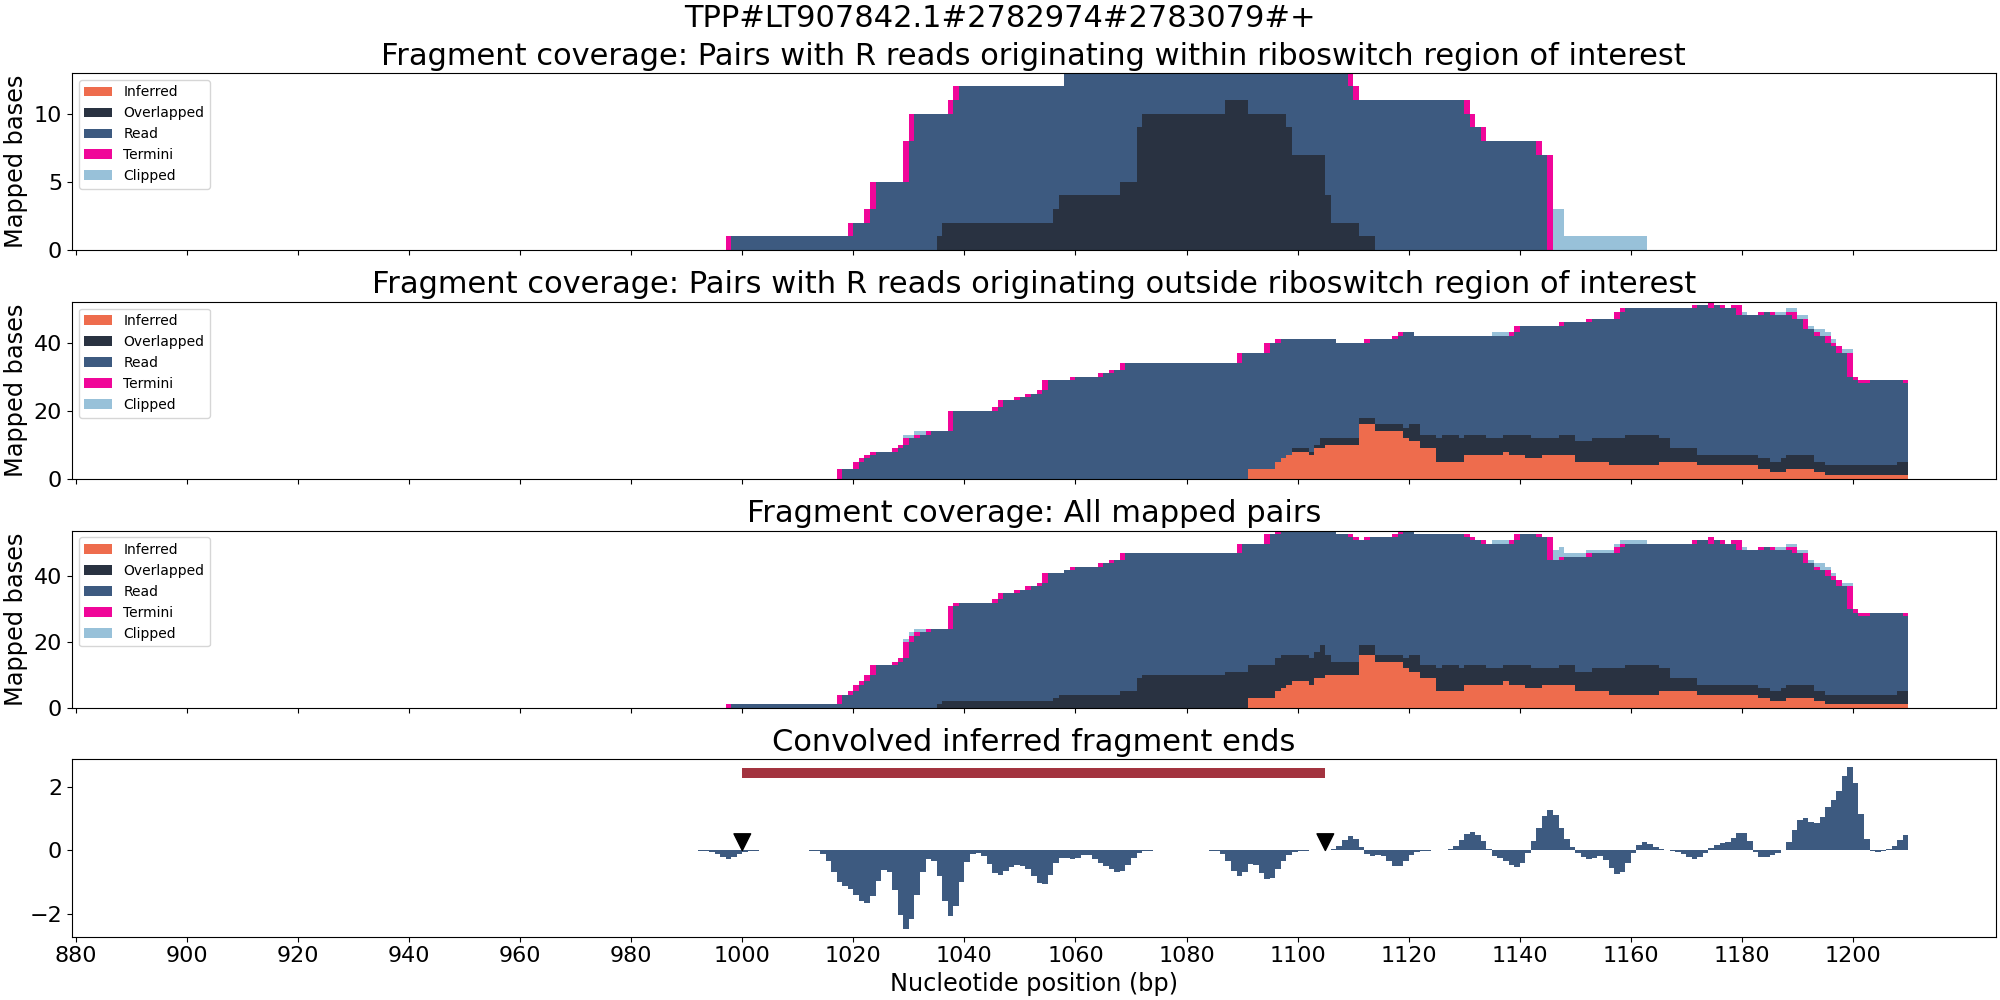 TPP#LT907842.1#2782974#2783079#+
Fragment coverage: Pairs with R reads originating within riboswitch region of interest
Mapped bases
10
5
0
Inferred
Overlapped
Read
Termini
Clipped
Fragment coverage: Pairs with R reads originating outside riboswitch region of interest
Mapped bases
40
20
0
Inferred
Overlapped
Read
Termini
Clipped
Fragment coverage: All mapped pairs
Mapped bases
40
20
0
Inferred
Overlapped
Read
Termini
Clipped
Convolved inferred fragment ends
2
0
−2
880 900 920 940 960 980 1000 1020 1040 1060 1080 1100 1120 1140 1160 1180 1200
Nucleotide position (bp)